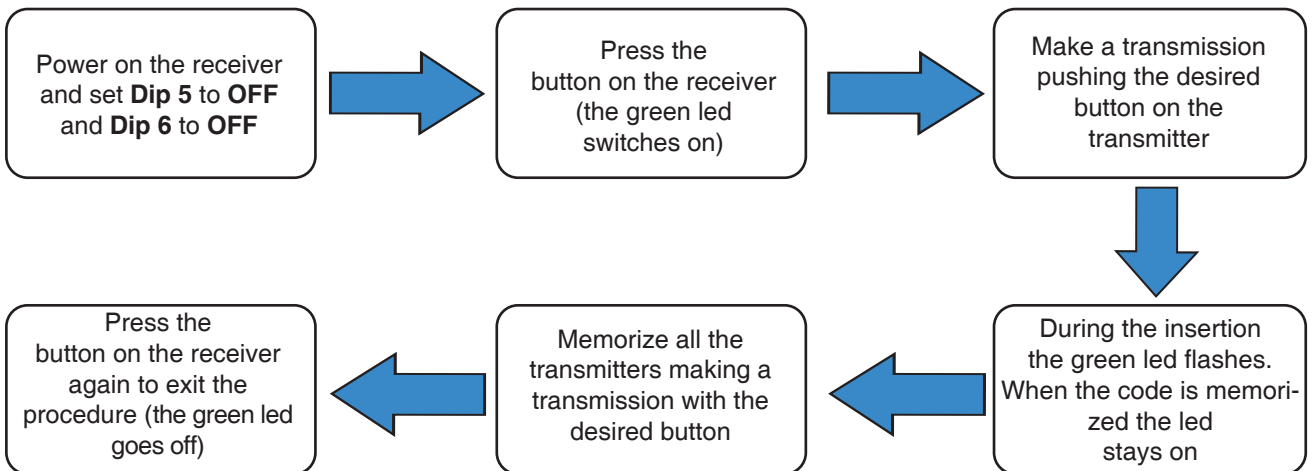 Power on the receiver
and set Dip 5 to OFF
and Dip 6 to OFF
Press the
button on the receiver
(the green led
switches on)
Make a transmission
pushing the desired
button on the
transmitter
During the insertion
the green led flashes.
When the code is memori-
zed the led
stays on
Memorize all the
transmitters making a
transmission with the
desired button
Press the
button on the receiver
again to exit the
procedure (the green led
goes off)